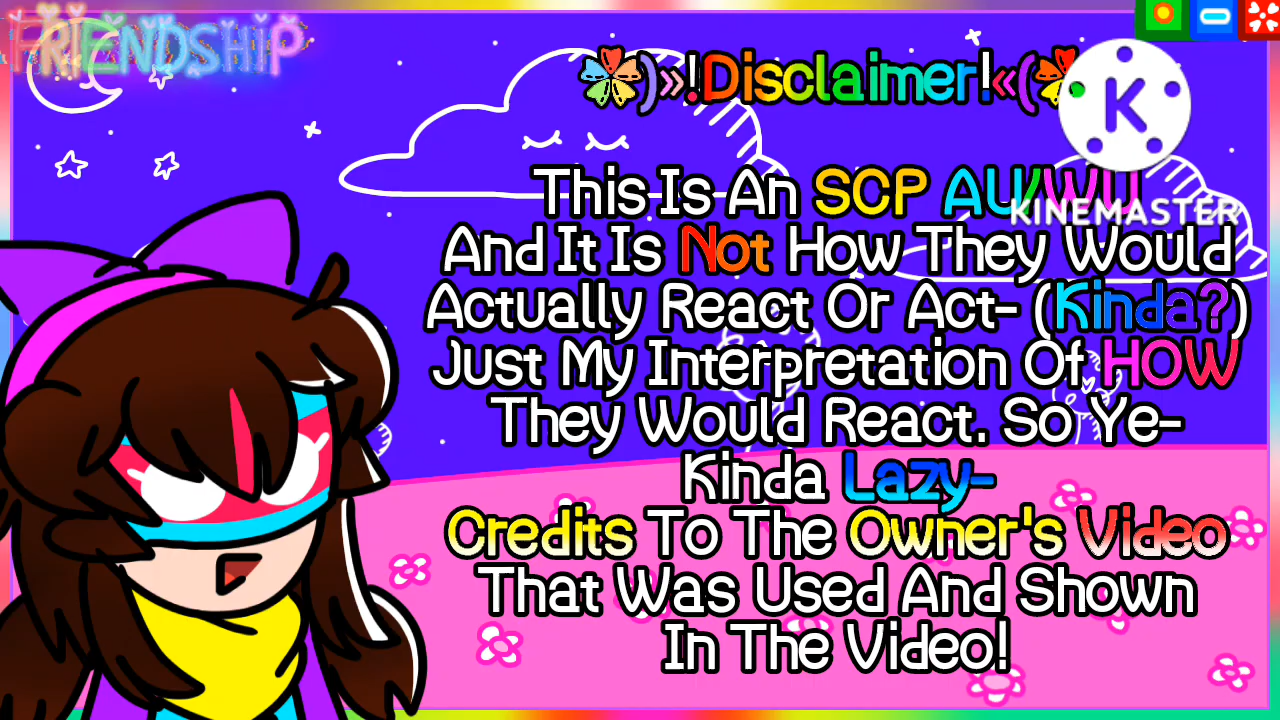 FRIENDSHIP
)»!Disclaimer!«(
K
KINEMASTER
This Is An SCP AU/WU
And It Is Not How They Would
Actually React Or Act- (Kinda?)
Just My Interpretation Of HOW
They Would React. So Ye-
Kinda Lazy-
Credits To The Owner's Video
That Was Used And Shown
In The Video!